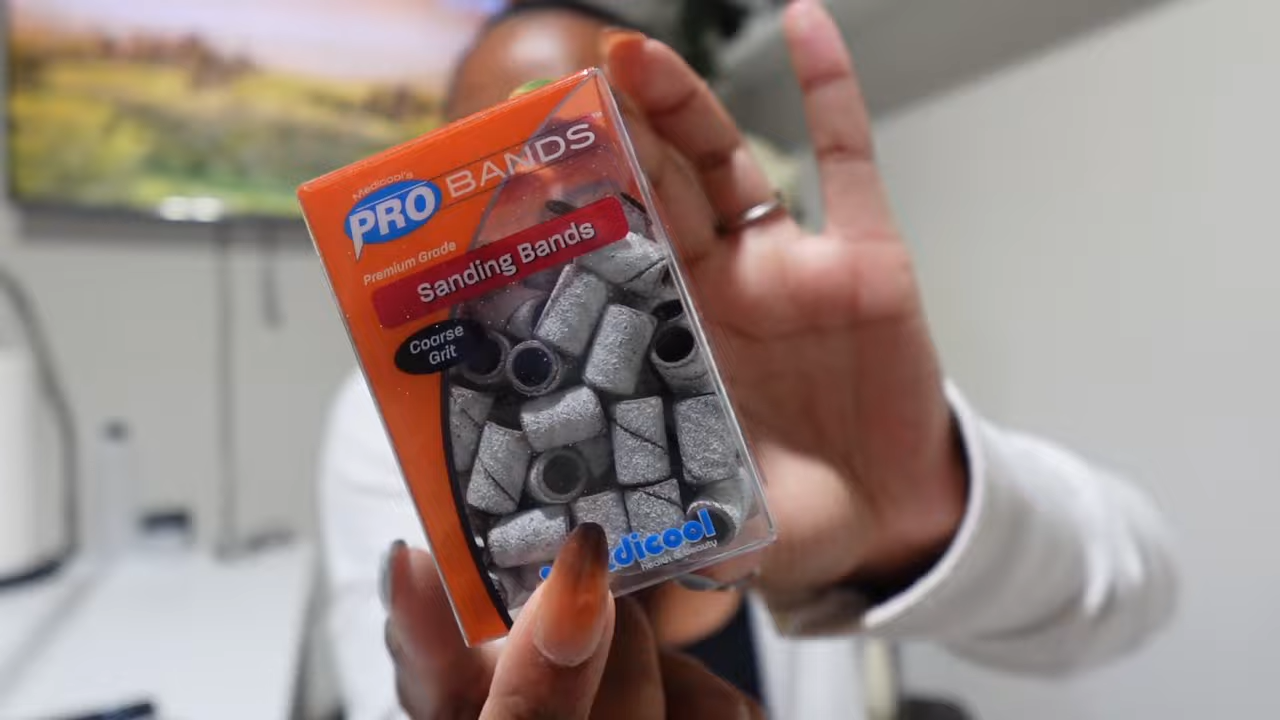 Medicool's
PRO BANDS
Premium Grade
Sanding Bands
Coarse
Grit
dicool
health & beauty